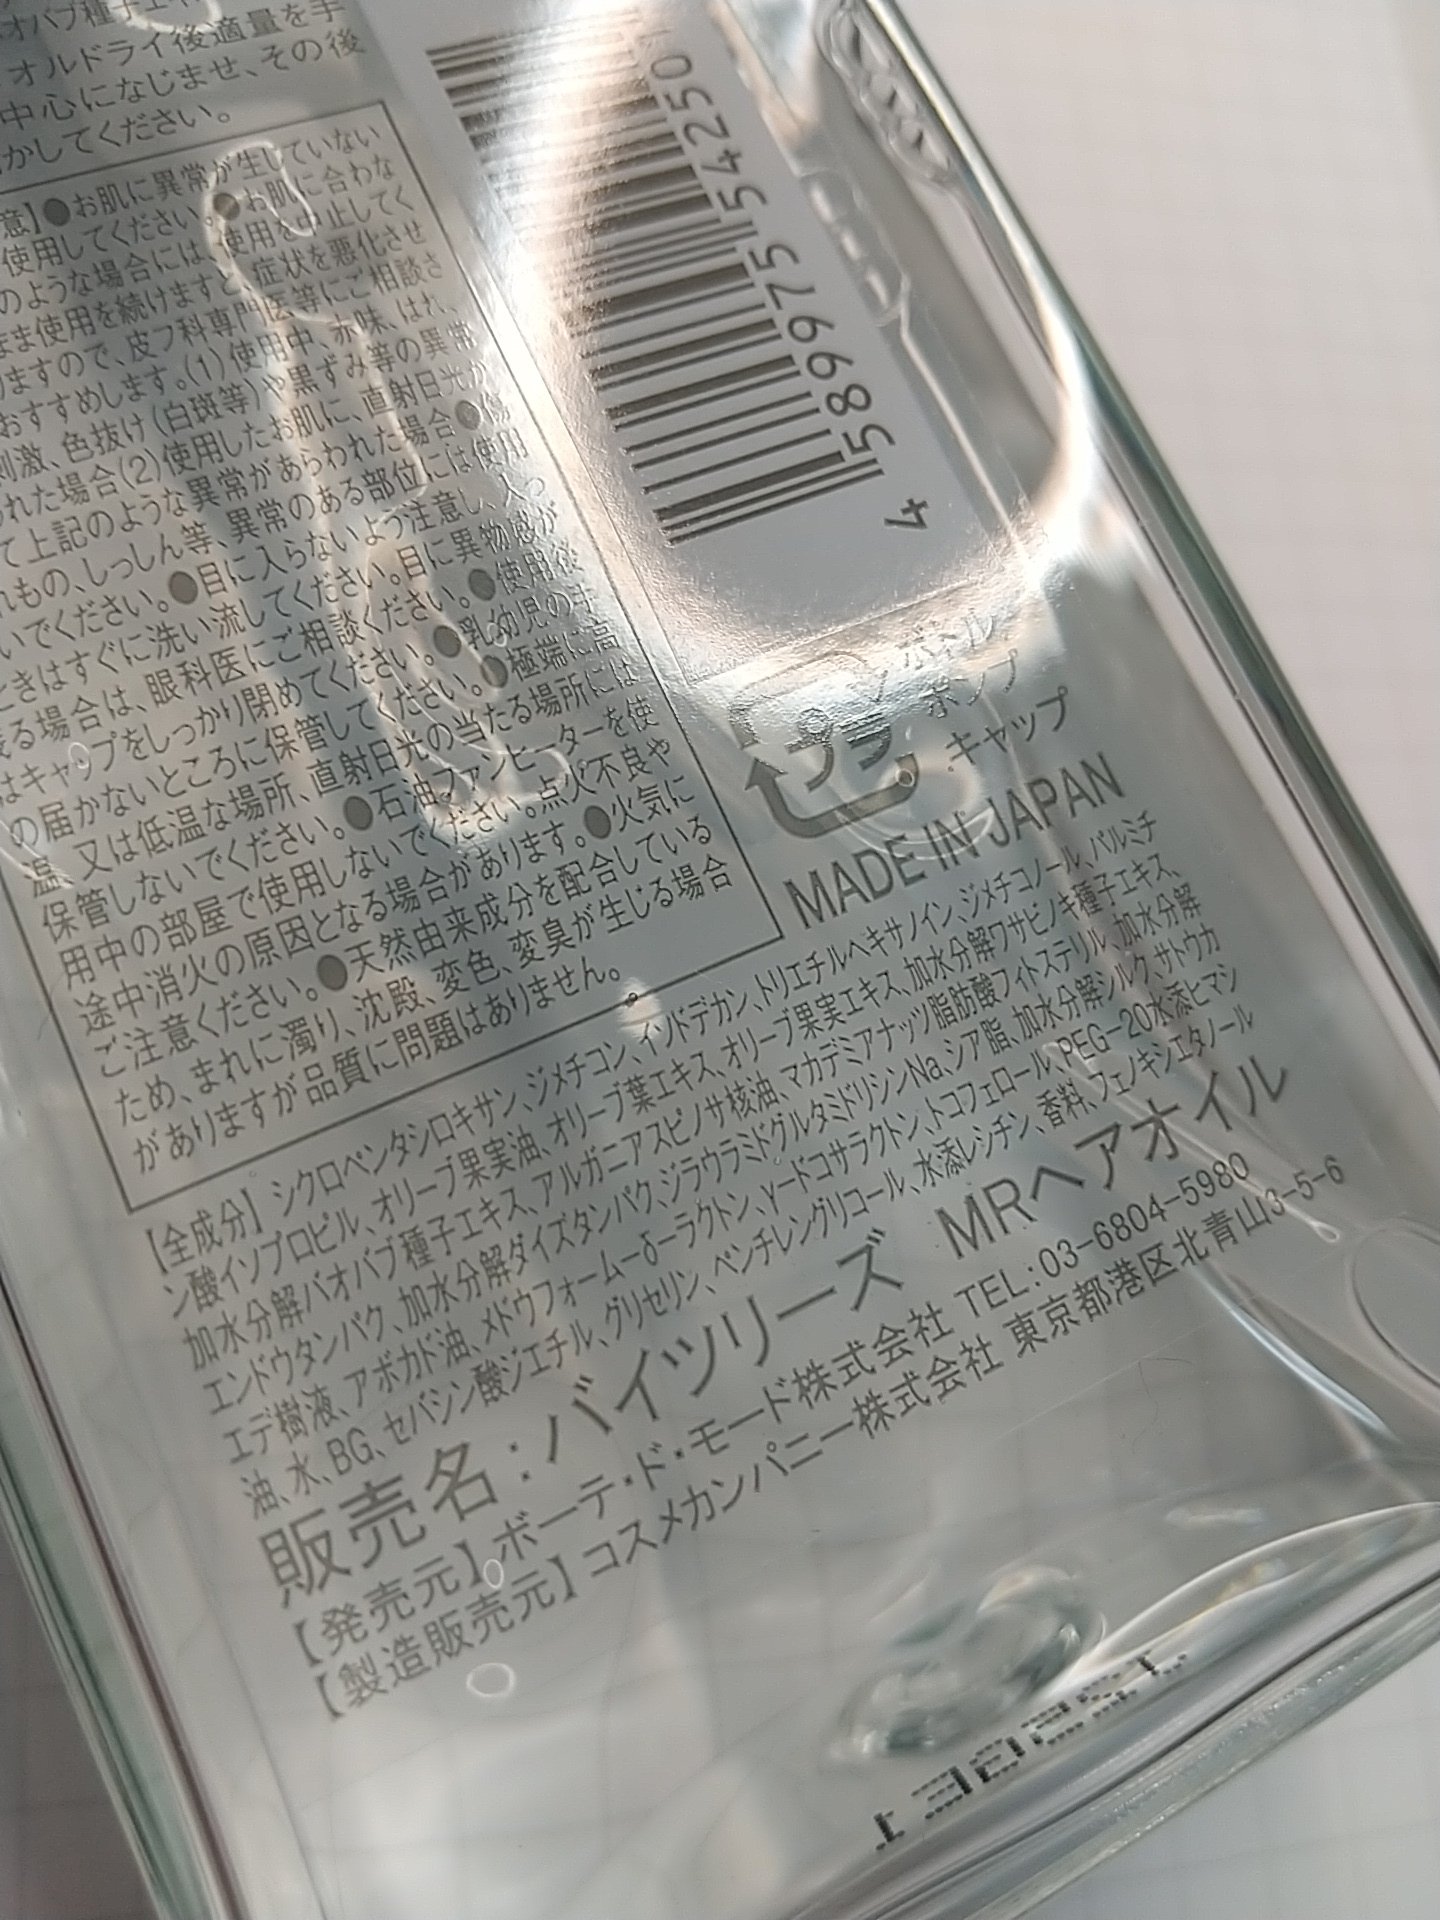 オバブ種子エキ
オルドライ後適量を手
中心になじませ、その後
かしてください。
意】●お肌に異常が生じていない
使用してください。●お肌に合わな
のような場合には、使用を中止してく
まま使用を続けますと、症状を悪化させ
りますので、皮フ科専門医等にご相談さ
おすすめします。(1)使用中、赤味、はれ、
刺激、色抜け(白斑等)や黒ずみ等の異常
られた場合(2)使用したお肌に、直射日光が
て上記のような異常があらわれた場合●傷
れもの、しっしん等、異常のある部位には使用
いでください。●目に入らないよう注意し、入っ
ときはすぐに洗い流してください。目に異物感が
残る場合は、眼科医にご相談ください。●使用後
はキャップをしっかり閉めてください。●乳幼児の手
の届かないところに保管してください。●極端に高
温、又は低温な場所、直射日光の当たる場所には
保管しないでください。●石油ファンヒーターを使
用中の部屋で使用しないでください。点火不良や
途中消火の原因となる場合があります。●火気に
ご注意ください。●天然由来成分を配合している
ため、まれに濁り、沈殿、変色、変臭が生じる場合
がありますが品質に問題はありません。
4 589975 542505
プラ
ボトル
ポンプ
キャップ
MADE IN JAPAN
【全成分】シクロペンタシロキサン、ジメチコン、イソドデカン、トリエチルヘキサノイン、ジメチコノール、パルミチ
ン酸イソプロピル、オリーブ果実油、オリーブ葉エキス、オリーブ果実エキス、加水分解ワサビノキ種子エキス、
加水分解バオバブ種子エキス、アルガニアスピノサ核油、マカデミアナッツ脂肪酸フィトステリル、加水分解
エンドウタンパク、加水分解ダイズタンパク、ジラウラミドグルタミドリシンNa、シア脂、加水分解シルク、サトウカ
エデ樹液、アボカド油、メドウフォーム-δ-ラクトン、γ-ドコサラクトン、トコフェロール、PEG-20水添ヒマシ
油、水、BG、セバシン酸ジエチル、グリセリン、ペンチレングリコール、水添レシチン、香料、フェノキシエタノール
販売名：バイツリーズ MRヘアオイル
【発売元】ボーテ・ド・モード株式会社 TEL：03-6804-5980
【製造販売元】コスメカンパニー株式会社 東京都港区北青山3-5-6